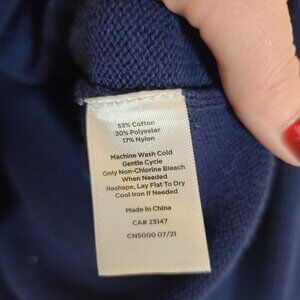 53% Cotton
30% Polyester
17% Nylon
Machine Wash Cold
Gentle Cycle
Only Non-Chlorine Bleach
When Needed
Reshape, Lay Flat To Dry
Cool Iron If Needed
Made In China
CA# 23147
CN5000 07/21